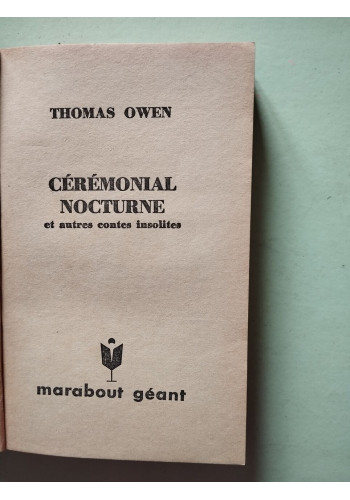 THOMAS OWEN
CÉRÉMONIAL
NOCTURNE
et autres contes insolites
marabout géant